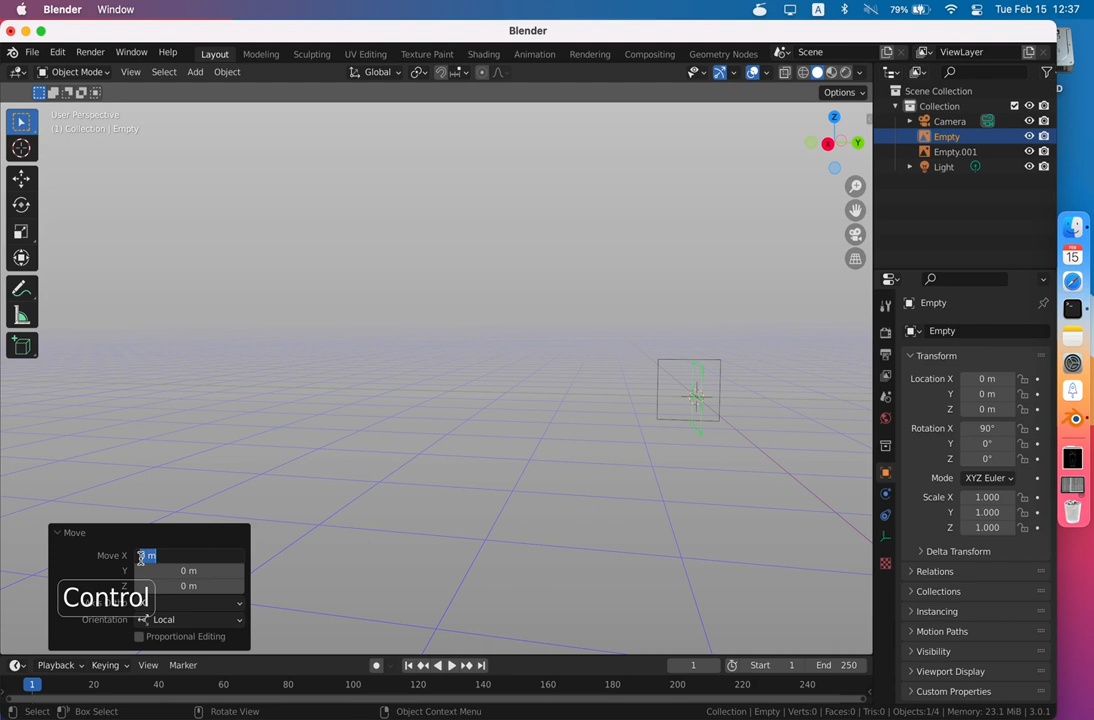 Blender Window 79% Tue Feb 15 12:37
Blender
File Edit Render Window Help Layout Modeling Sculpting UV Editing Texture Paint Shading Animation Rendering Compositing Geometry Nodes Scene ViewLayer
Object Mode View Select Add Object Global
Options
User Perspective
(1) Collection | Empty
Z
Y
X
Scene Collection
Collection
Camera
Empty
Empty.001
Light
Empty
Empty
Transform
Location X 0 m
Y 0 m
Z 0 m
Rotation X 90°
Y 0°
Z 0°
Mode XYZ Euler
Scale X 1.000
Y 1.000
Z 1.000
Delta Transform
Relations
Collections
Instancing
Motion Paths
Visibility
Viewport Display
Custom Properties
Move
Move X m
Y 0 m
Z 0 m
Control
Orientation Local
Proportional Editing
Playback Keying View Marker 1 Start 1 End 250
1 20 40 60 80 100 120 140 160 180 200 220 240
Select Box Select Rotate View Object Context Menu Collection | Empty Verts:0 | Faces:0 | Tris:0 | Objects:1/4 | Memory: 23.1 MiB | 3.0.1